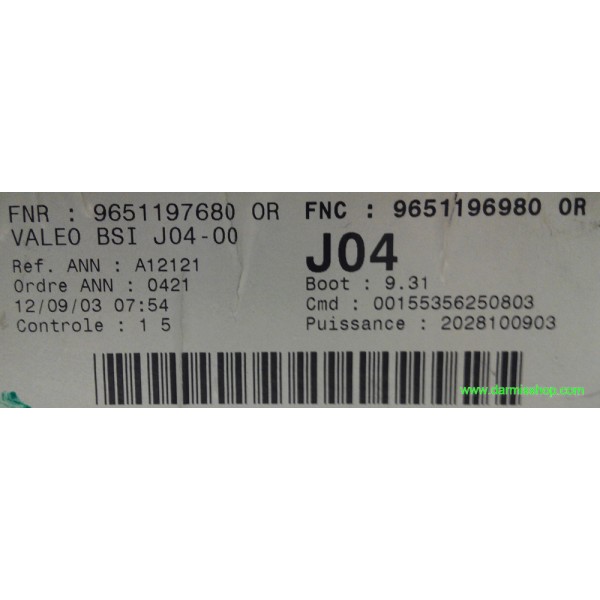 FNR : 9651197680 OR FNC : 9651196980 OR
VALEO BSI J04-00
J04
Ref. ANN : A12121
Boot : 9.31
Ordre ANN : 0421
Cmd : 00155356250803
12/09/03 07:54
Puissance : 2028100903
Controle : 1 5
www.darmioshop.com